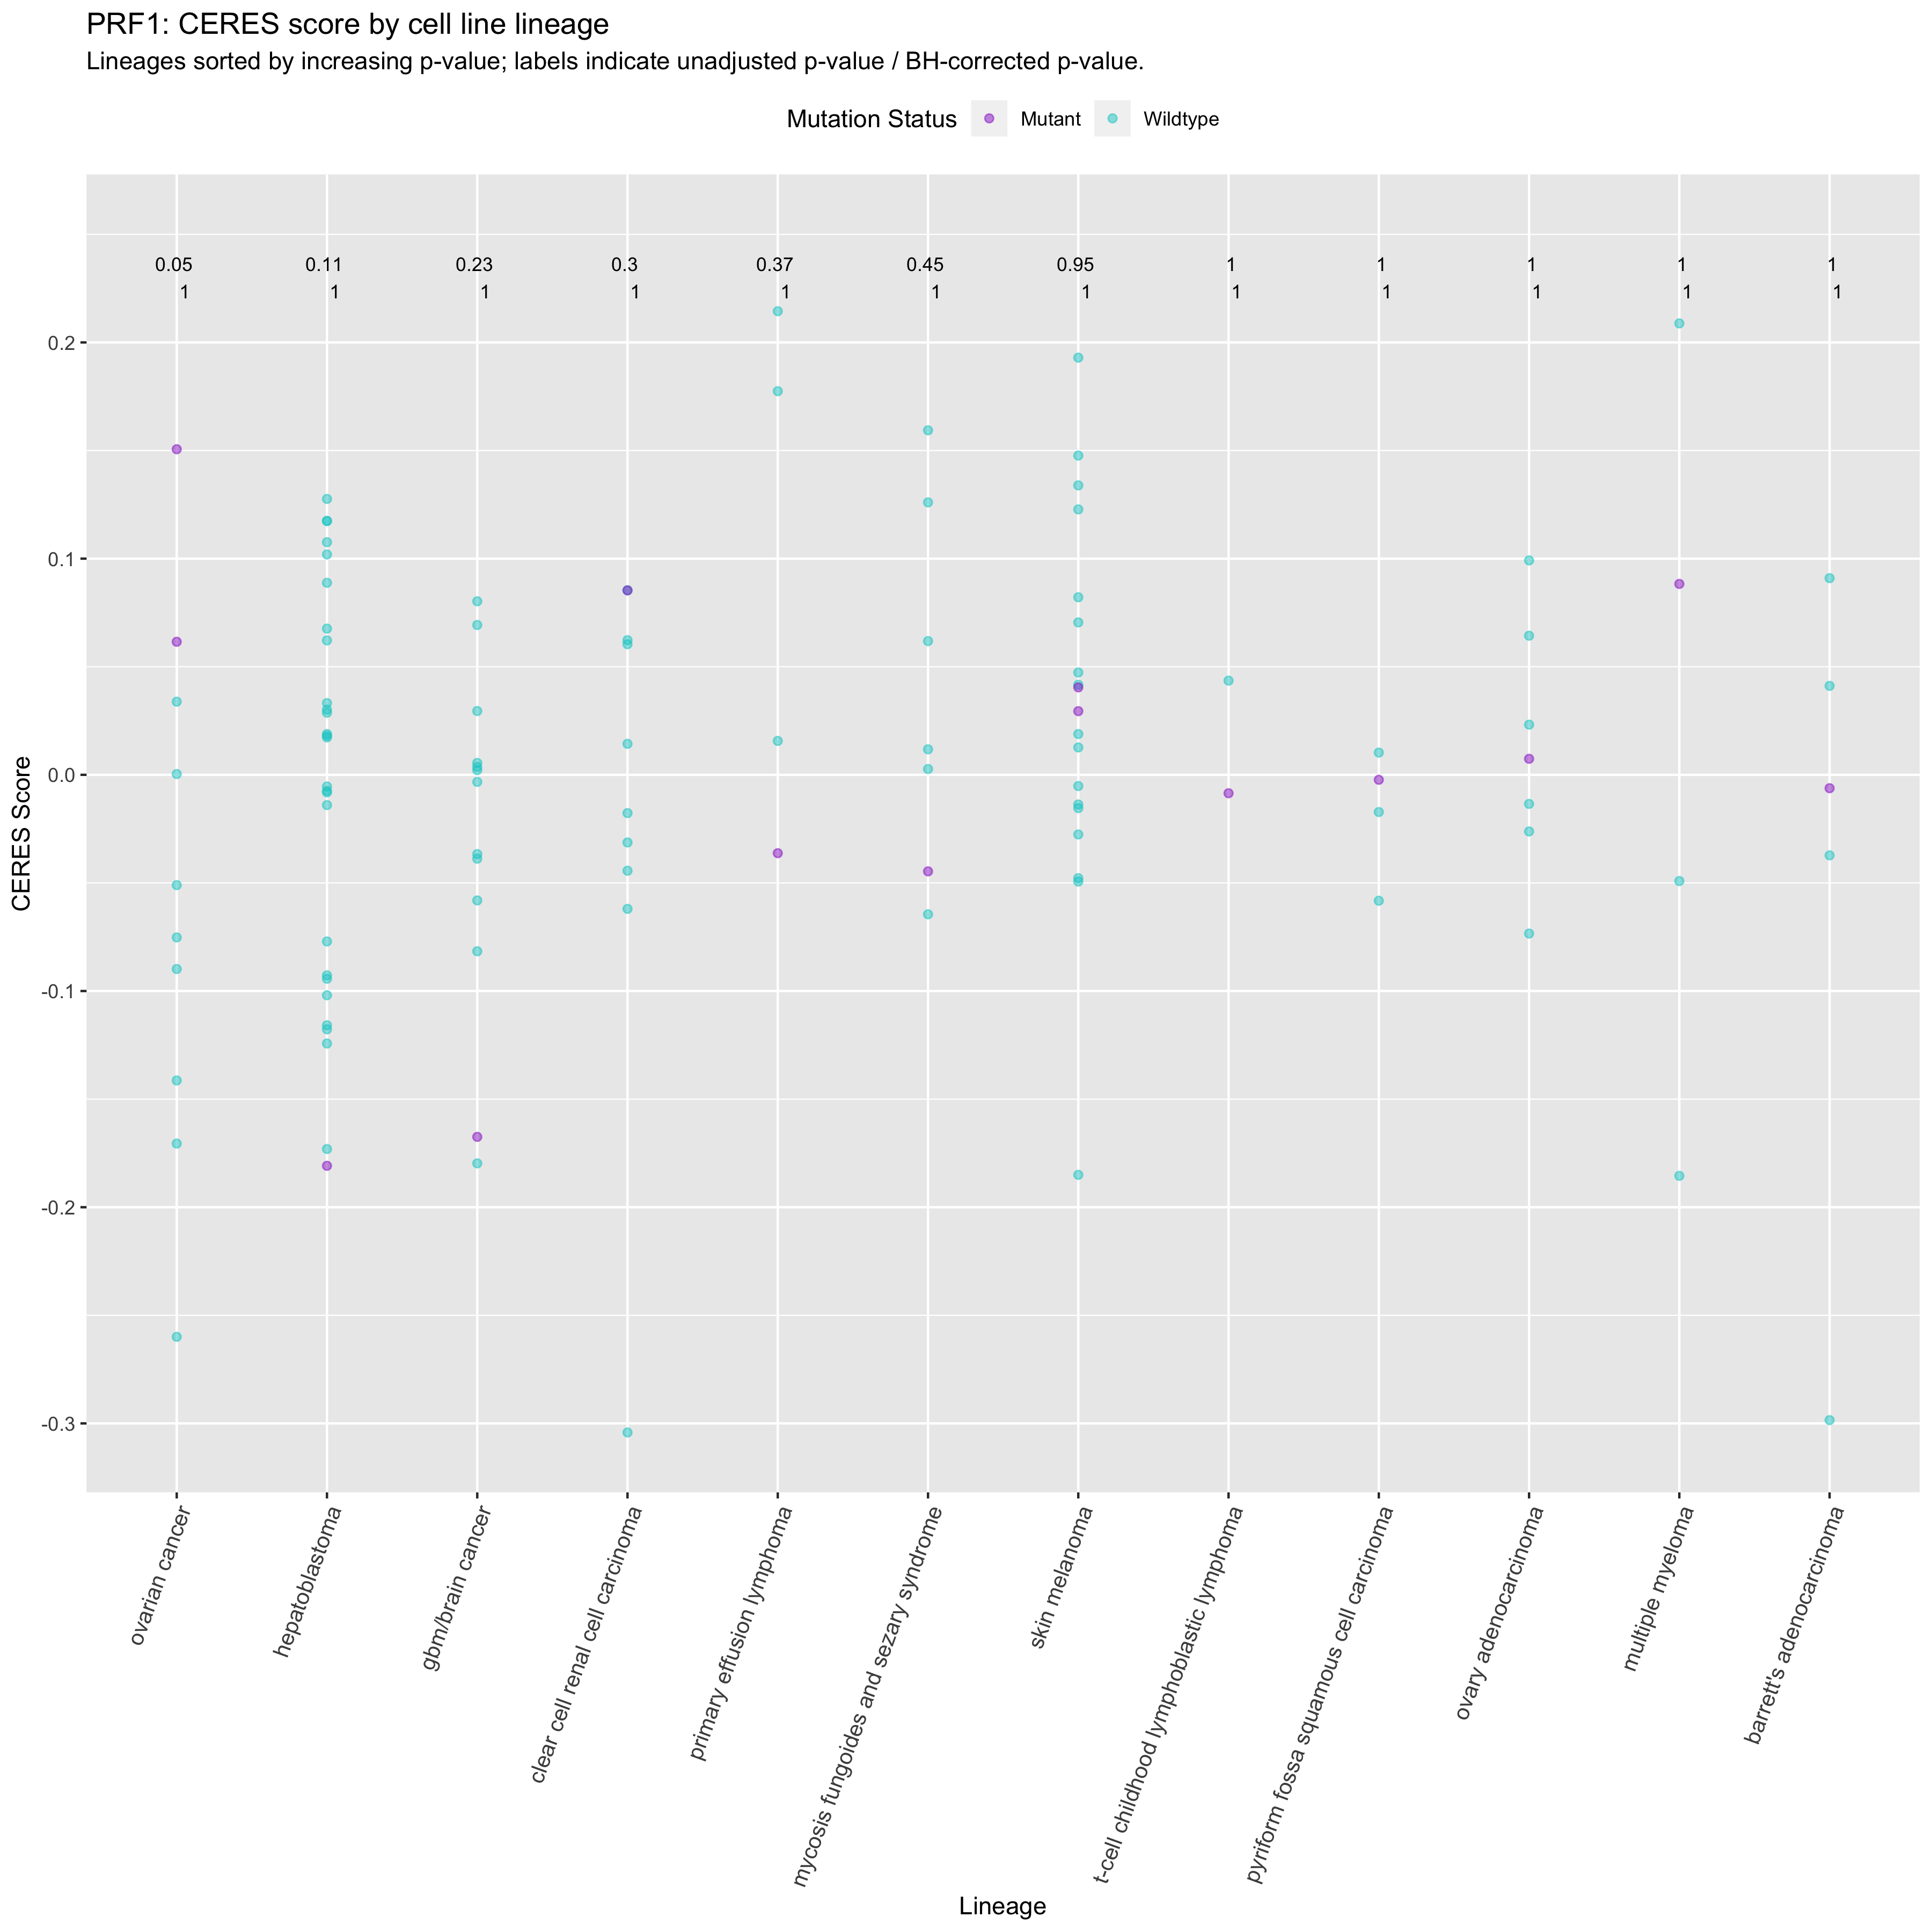 PRF1: CERES score by cell line lineage
Lineages sorted by increasing p-value; labels indicate unadjusted p-value / BH-corrected p-value.
Mutation Status Mutant Wildtype
0.05 0.11 0.23 0.3 0.37 0.45 0.95 1 1 1 1 1
1 1 1 1 1 1 1 1 1 1 1 1
0.2
0.1
0.0
-0.1
-0.2
-0.3
CERES Score
ovarian cancer
hepatoblastoma
gbm/brain cancer
clear cell renal cell carcinoma
primary effusion lymphoma
mycosis fungoides and sezary syndrome
skin melanoma
t-cell childhood lymphoblastic lymphoma
pyriform fossa squamous cell carcinoma
ovary adenocarcinoma
multiple myeloma
barrett's adenocarcinoma
Lineage